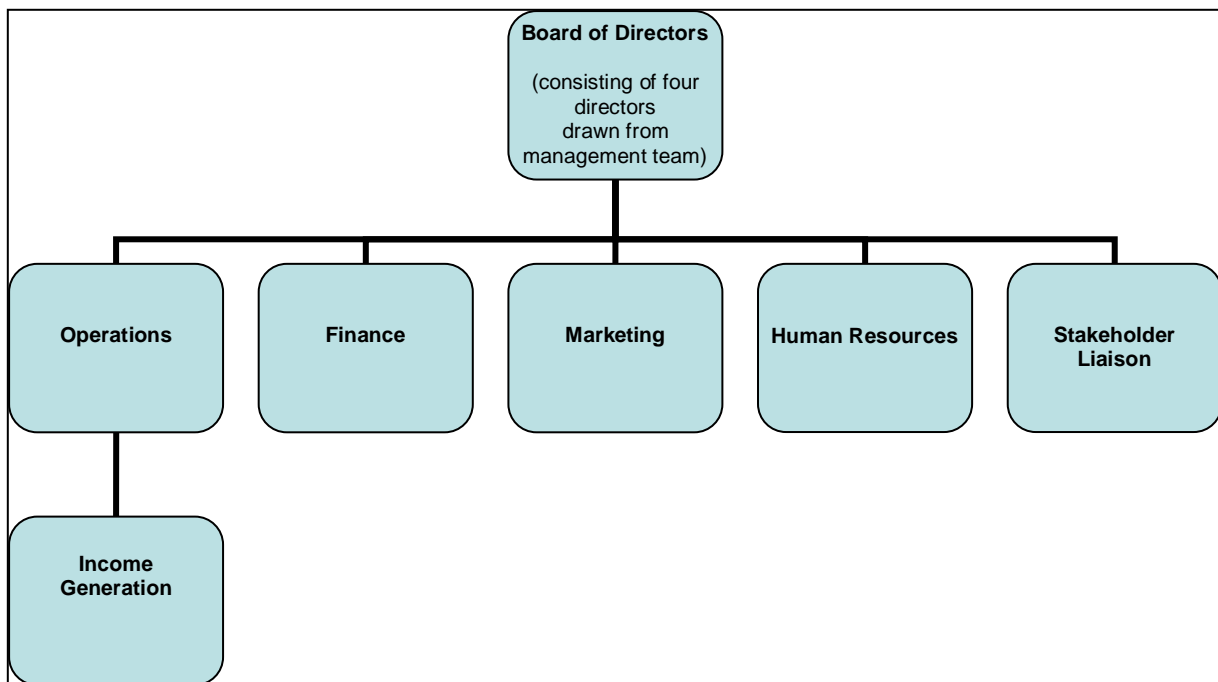 Board of Directors
(consisting of four
directors
drawn from
management team)
Operations
Finance
Marketing
Human Resources
Stakeholder
Liaison
Income
Generation